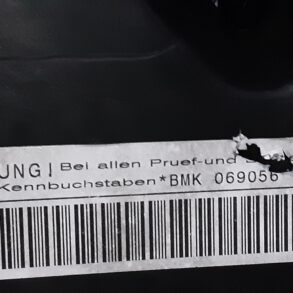 UNG! Bei allen Pruef-und
Kennbuchstaben*BMK 069056